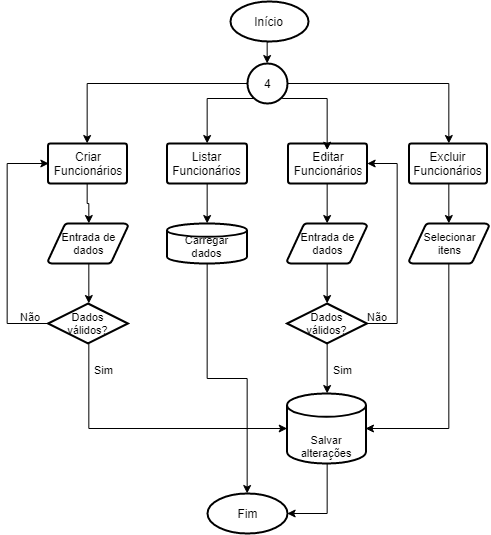 Início
4
Criar
Funcionários
Listar
Funcionários
Editar
Funcionários
Excluir
Funcionários
Entrada de
dados
Carregar
dados
Entrada de
dados
Selecionar
itens
Não
Dados
válidos?
Dados
válidos?
Não
Sim
Sim
Salvar
alterações
Fim